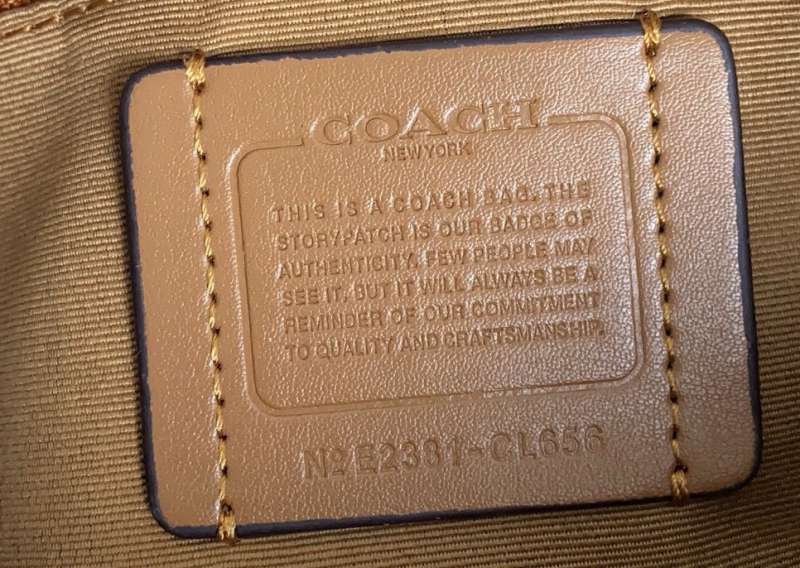 COACH
NEW YORK
THIS IS A COACH BAG. THE
STORYPATCH IS OUR BADGE OF
AUTHENTICITY. FEW PEOPLE MAY
SEE IT, BUT IT WILL ALWAYS BE A
REMINDER OF OUR COMMITMENT
TO QUALITY AND CRAFTSMANSHIP.
Nº E2381-CL656